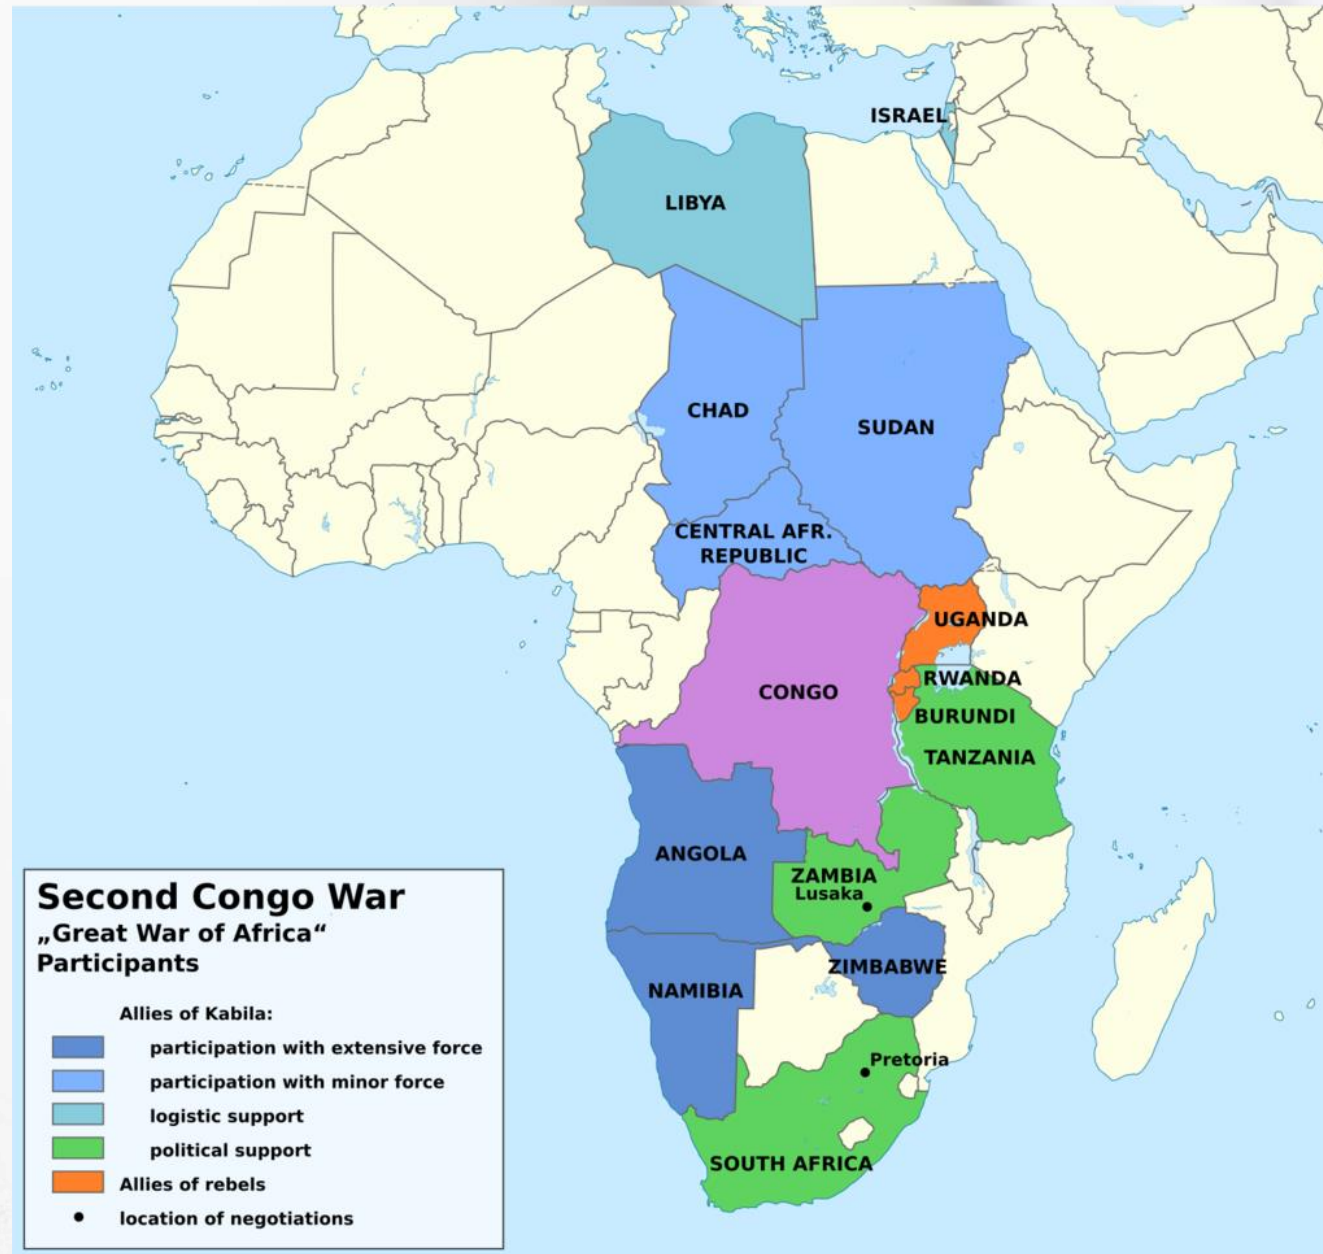 ISRAEL
LIBYA
CHAD
SUDAN
CENTRAL AFR.
REPUBLIC
UGANDA
RWANDA
CONGO
BURUNDI
TANZANIA
ANGOLA
ZAMBIA
Lusaka
ZIMBABWE
NAMIBIA
Pretoria
SOUTH AFRICA
Second Congo War
„Great War of Africa“
Participants
Allies of Kabila:
participation with extensive force
participation with minor force
logistic support
political support
Allies of rebels
location of negotiations